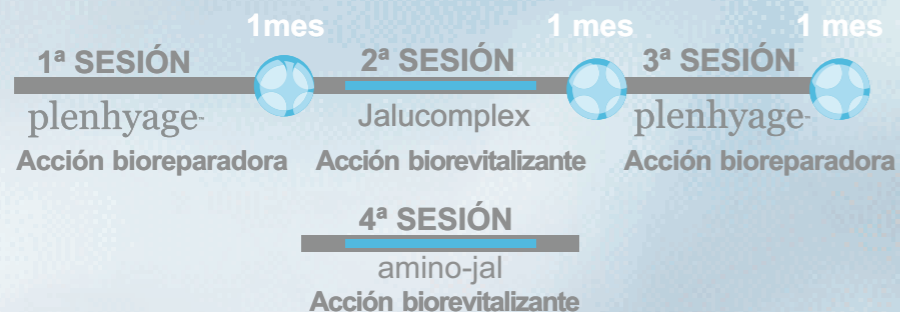 1mes 1 mes 1 mes
1ª SESIÓN 2ª SESIÓN 3ª SESIÓN
plenhyage- Jalucomplex plenhyage-
Acción bioreparadora Acción biorevitalizante Acción bioreparadora
4ª SESIÓN
amino-jal
Acción biorevitalizante